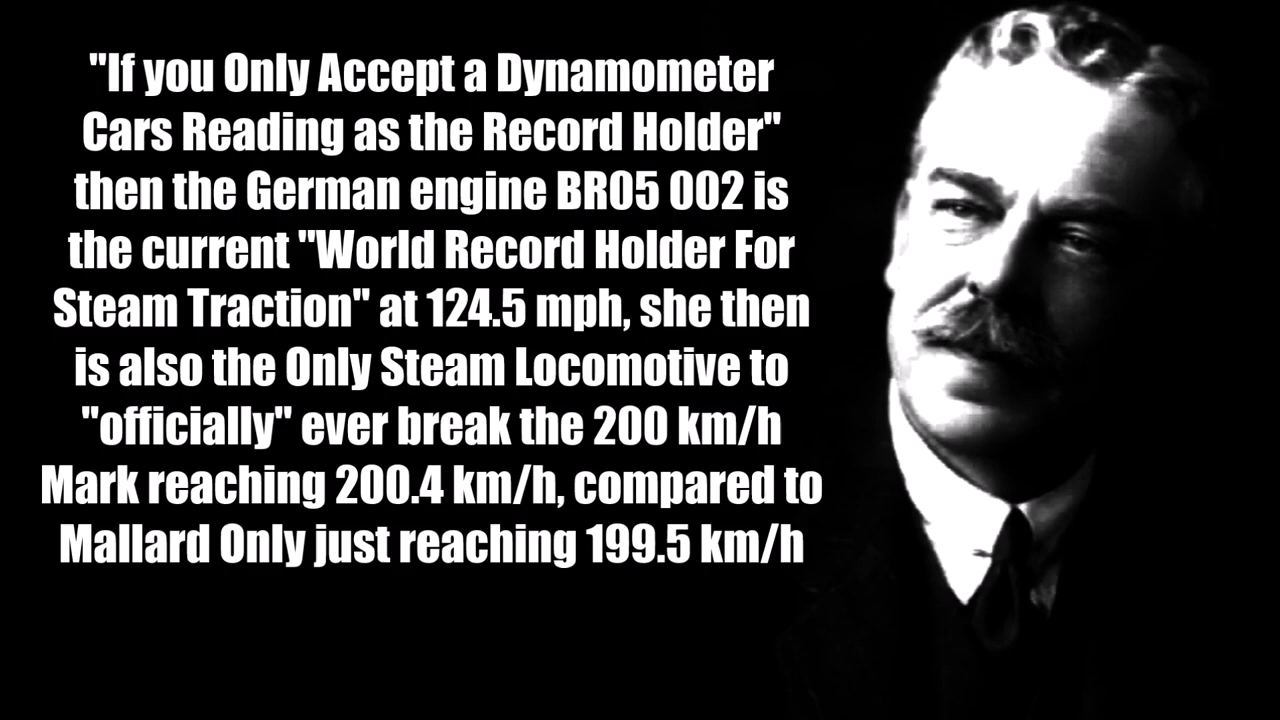 "If you Only Accept a Dynamometer
Cars Reading as the Record Holder"
then the German engine BR05 002 is
the current "World Record Holder For
Steam Traction" at 124.5 mph, she then
is also the Only Steam Locomotive to
"officially" ever break the 200 km/h
Mark reaching 200.4 km/h, compared to
Mallard Only just reaching 199.5 km/h